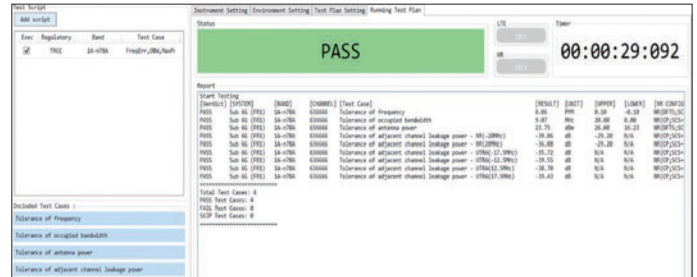 Test Script
Add script
Exec Regulatory Band Test Case
TRCC 1A-n78A FreqErr,OBW,MaxPo
Included Test Cases :
Tolerance of frequency
Tolerance of occupied bandwidth
Tolerance of antenna power
Tolerance of adjacent channel leakage power
Instrument Setting Environment Setting Test Plan Setting Running Test Plan
Status
PASS
LTE
NR
Timer
00:00:29:092
Report
Start Testing
[Verdict] [SYSTEM] [BAND] [CHANNEL] [Test Case] [RESULT] [UNIT] [UPPER] [LOWER] [NR CONFIG
PASS Sub 6G (FR1) 1A-n78A 636666 Tolerance of frequency 0.06 PPM 0.10 -0.10
PASS Sub 6G (FR1) 1A-n78A 636666 Tolerance of occupied bandwidth 9.07 MHz 20.00 0.00
PASS Sub 6G (FR1) 1A-n78A 636666 Tolerance of antenna power 23.75 dBm 26.00 16.23
PASS Sub 6G (FR1) 1A-n78A 636666 Tolerance of adjacent channel leakage power - NR(-20MHz) -39.06 dB -29.20 N/A
PASS Sub 6G (FR1) 1A-n78A 636666 Tolerance of adjacent channel leakage power - NR(20MHz) -36.08 dB -29.20 N/A
PASS Sub 6G (FR1) 1A-n78A 636666 Tolerance of adjacent channel leakage power - UTRA(-17.5MHz) -35.72 dB N/A N/A
PASS Sub 6G (FR1) 1A-n78A 636666 Tolerance of adjacent channel leakage power - UTRA(-12.5MHz) -39.55 dB N/A N/A
PASS Sub 6G (FR1) 1A-n78A 636666 Tolerance of adjacent channel leakage power - UTRA(12.5MHz) -38.70 dB N/A N/A
PASS Sub 6G (FR1) 1A-n78A 636666 Tolerance of adjacent channel leakage power - UTRA(17.5MHz) -39.43 dB N/A N/A
Total Test Cases: 4
PASS Test Cases: 4
FAIL Test Cases: 0
SKIP Test Cases: 0